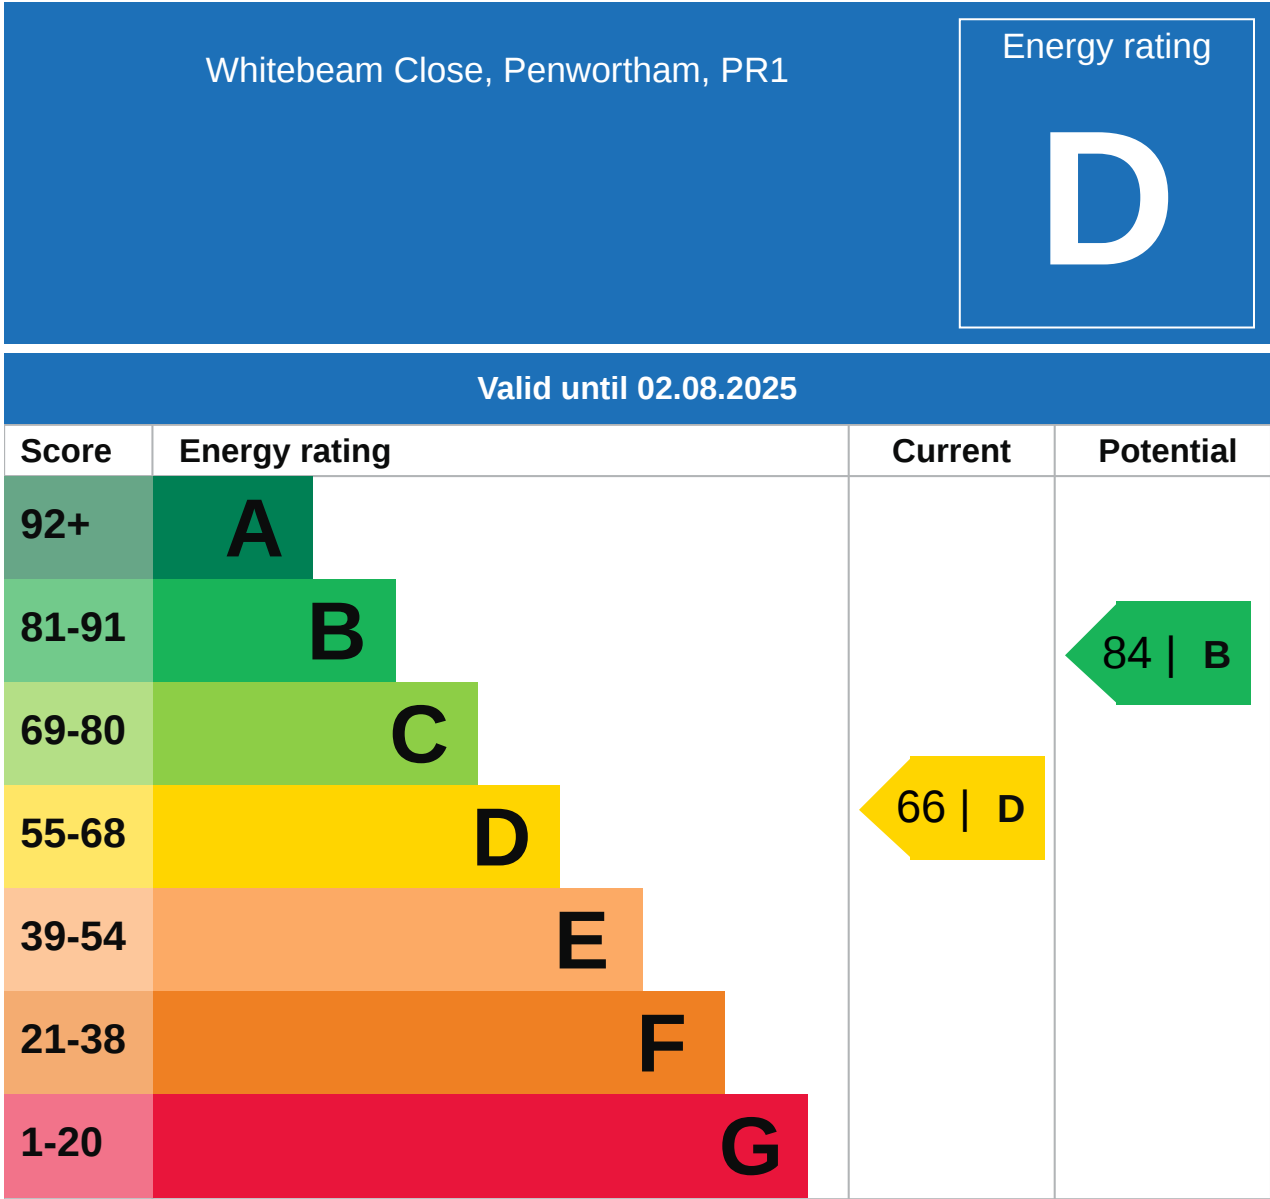 Whitebeam Close, Penwortham, PR1
Energy rating
D
Valid until 02.08.2025
Score Energy rating Current Potential
92+ A
81-91 B
84 | B
69-80 C
66 | D
55-68 D
39-54 E
21-38 F
1-20 G